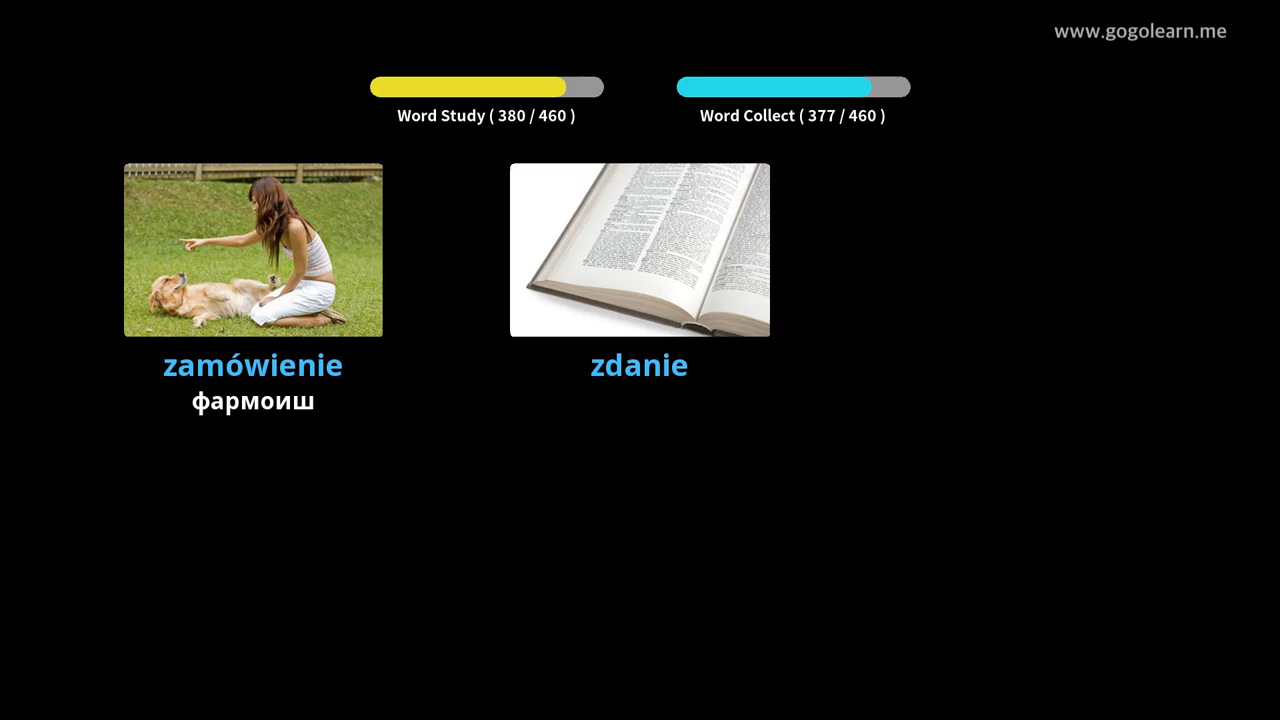 www.gogolearn.me
Word Study ( 380 / 460 )
Word Collect ( 377 / 460 )
zamówienie
фармоиш
zdanie